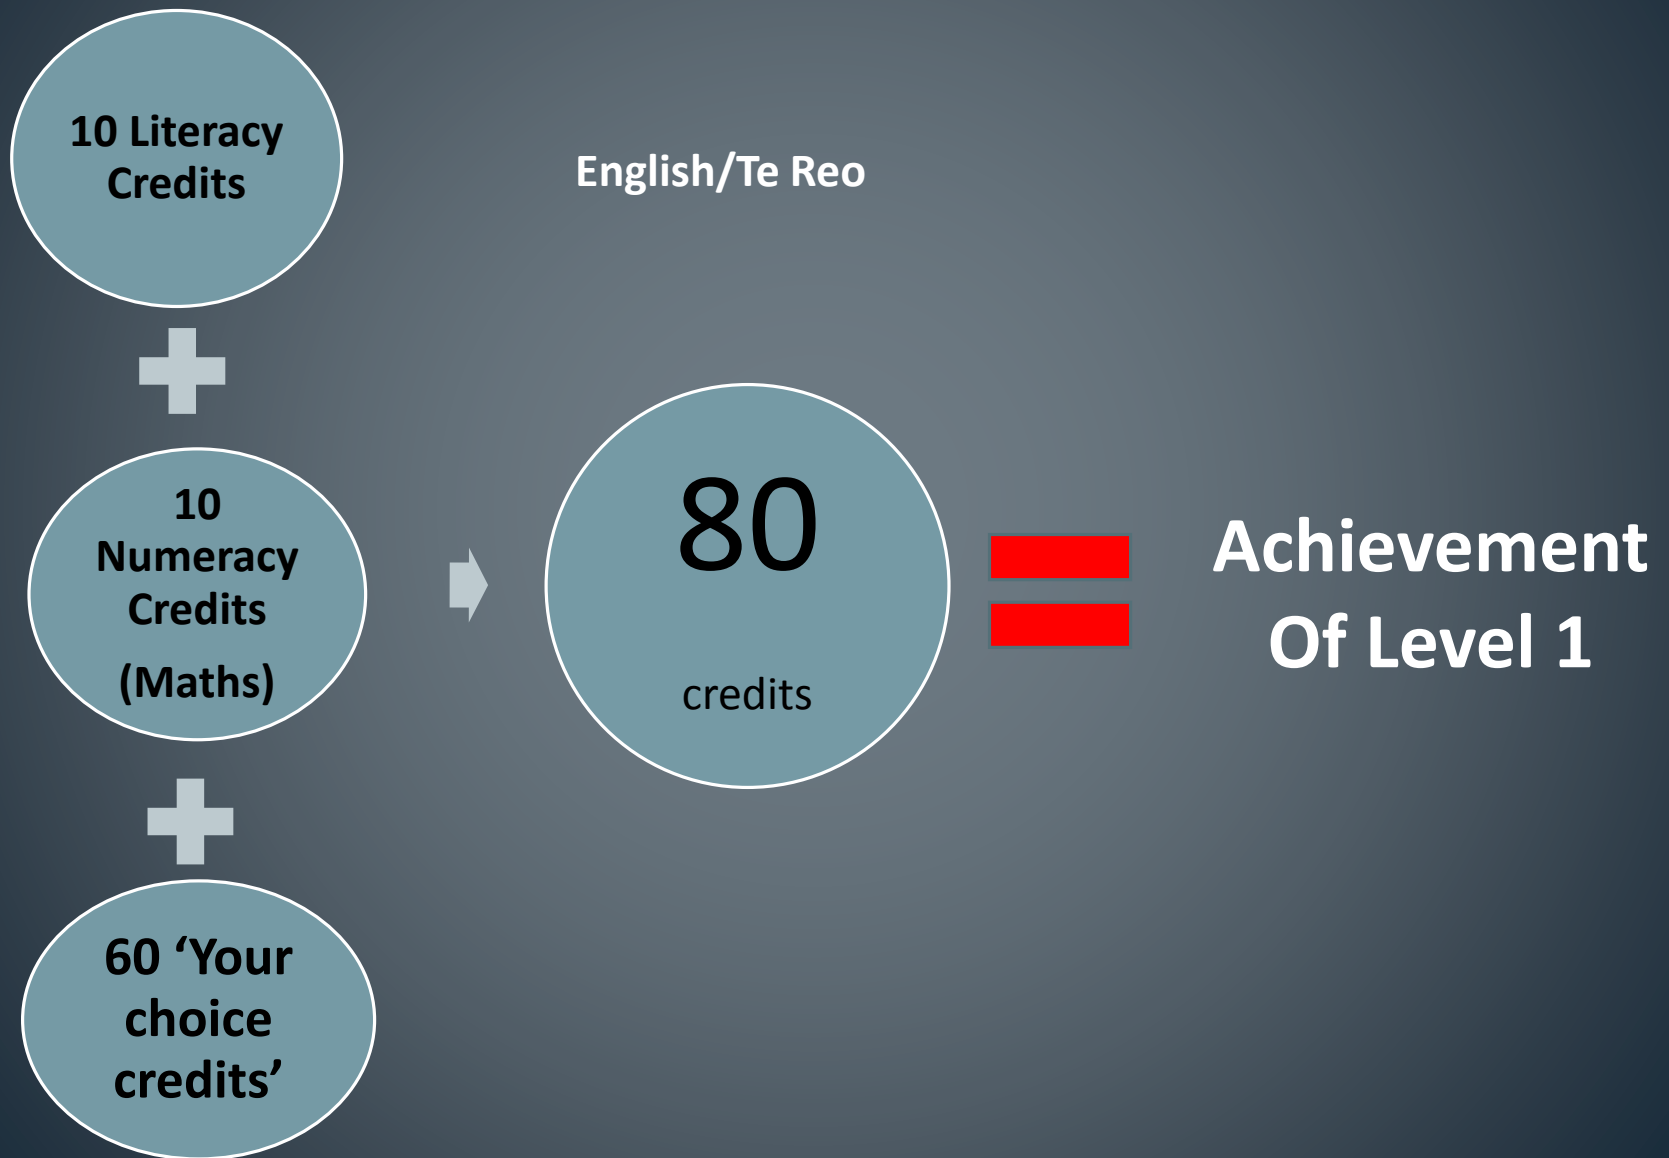 10 Literacy
Credits
English/Te Reo
10
Numeracy
Credits
(Maths)
60 ‘Your
choice
credits’
80
credits
Achievement
Of Level 1